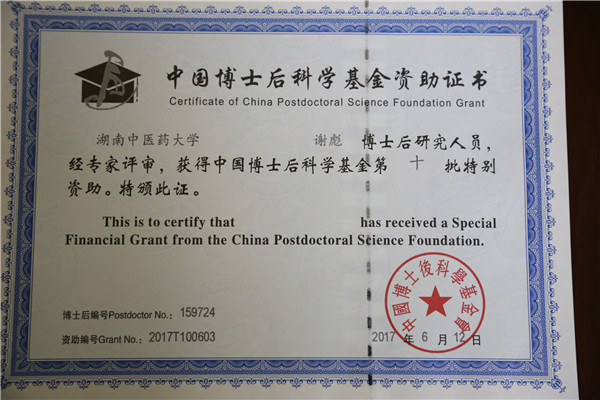 中国博士后科学基金资助证书
Certificate of China Postdoctoral Science Foundation Grant
湖南中医药大学 谢彪 博士后研究人员，
经专家评审，获得中国博士后科学基金第 十 批特别
资助。特颁此证。
This is to certify that has received a Special
Financial Grant from the China Postdoctoral Science Foundation.
中國博士後科學基金會
博士后编号Postdoctor No.: 159724
资助编号Grant No.: 2017T100603
2017 年 6 月 12 日